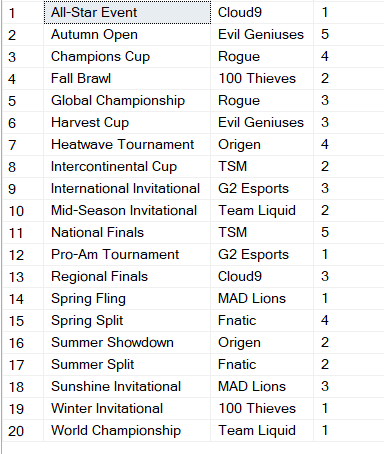 1 All-Star Event Cloud9 1
2 Autumn Open Evil Geniuses 5
3 Champions Cup Rogue 4
4 Fall Brawl 100 Thieves 2
5 Global Championship Rogue 3
6 Harvest Cup Evil Geniuses 3
7 Heatwave Tournament Origen 4
8 Intercontinental Cup TSM 2
9 International Invitational G2 Esports 3
10 Mid-Season Invitational Team Liquid 2
11 National Finals TSM 5
12 Pro-Am Tournament G2 Esports 1
13 Regional Finals Cloud9 3
14 Spring Fling MAD Lions 1
15 Spring Split Fnatic 4
16 Summer Showdown Origen 2
17 Summer Split Fnatic 2
18 Sunshine Invitational MAD Lions 3
19 Winter Invitational 100 Thieves 1
20 World Championship Team Liquid 1